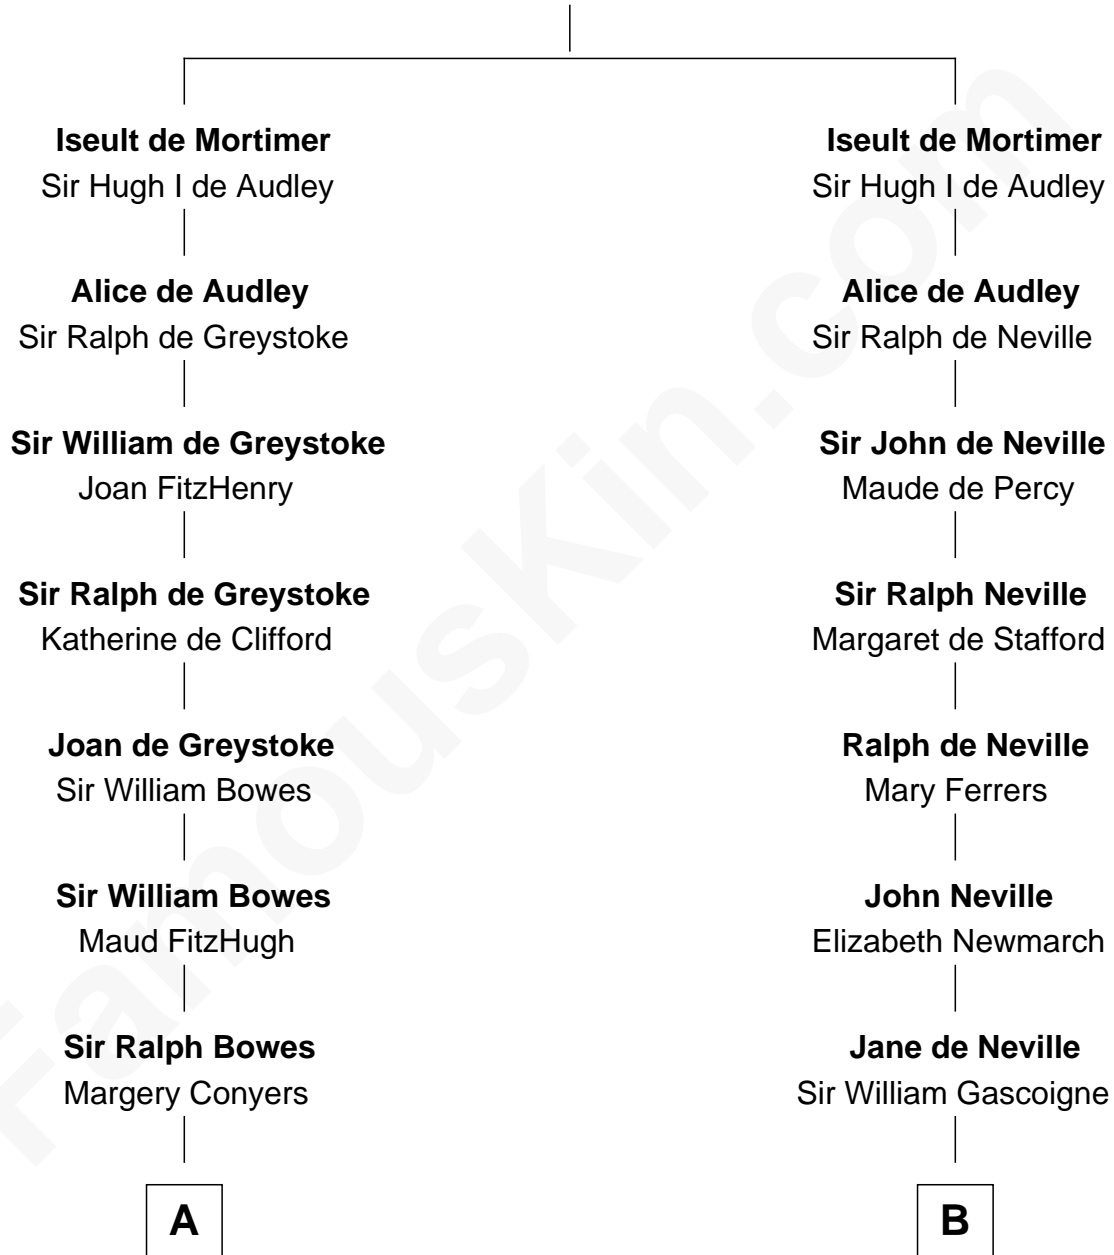 Iseult de Mortimer
Sir Hugh I de Audley
Alice de Audley
Sir Ralph de Greystoke
Sir William de Greystoke
Joan FitzHenry
Sir Ralph de Greystoke
Katherine de Clifford
Joan de Greystoke
Sir William Bowes
Sir William Bowes
Maud FitzHugh
Sir Ralph Bowes
Margery Conyers
A
Iseult de Mortimer
Sir Hugh I de Audley
Alice de Audley
Sir Ralph de Neville
Sir John de Neville
Maude de Percy
Sir Ralph Neville
Margaret de Stafford
Ralph de Neville
Mary Ferrers
John Neville
Elizabeth Newmarch
Jane de Neville
Sir William Gascoigne
B
FamousKin.com